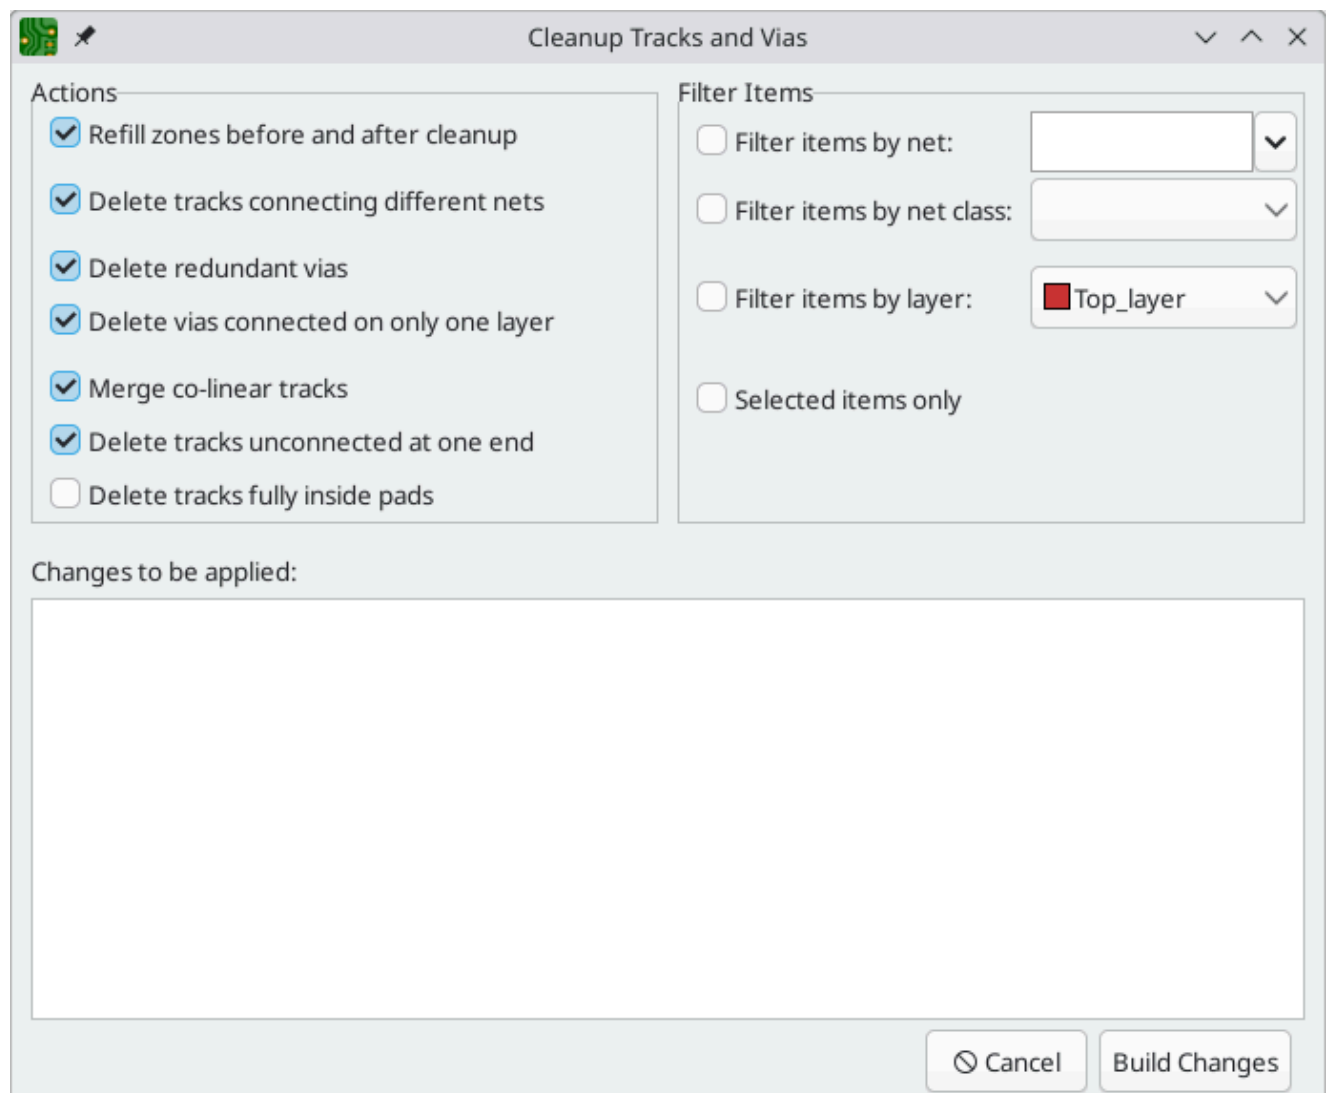 Cleanup Tracks and Vias
Actions
Refill zones before and after cleanup
Delete tracks connecting different nets
Delete redundant vias
Delete vias connected on only one layer
Merge co-linear tracks
Delete tracks unconnected at one end
Delete tracks fully inside pads
Filter Items
Filter items by net:
Filter items by net class:
Filter items by layer:
Top_layer
Selected items only
Changes to be applied:
Cancel
Build Changes